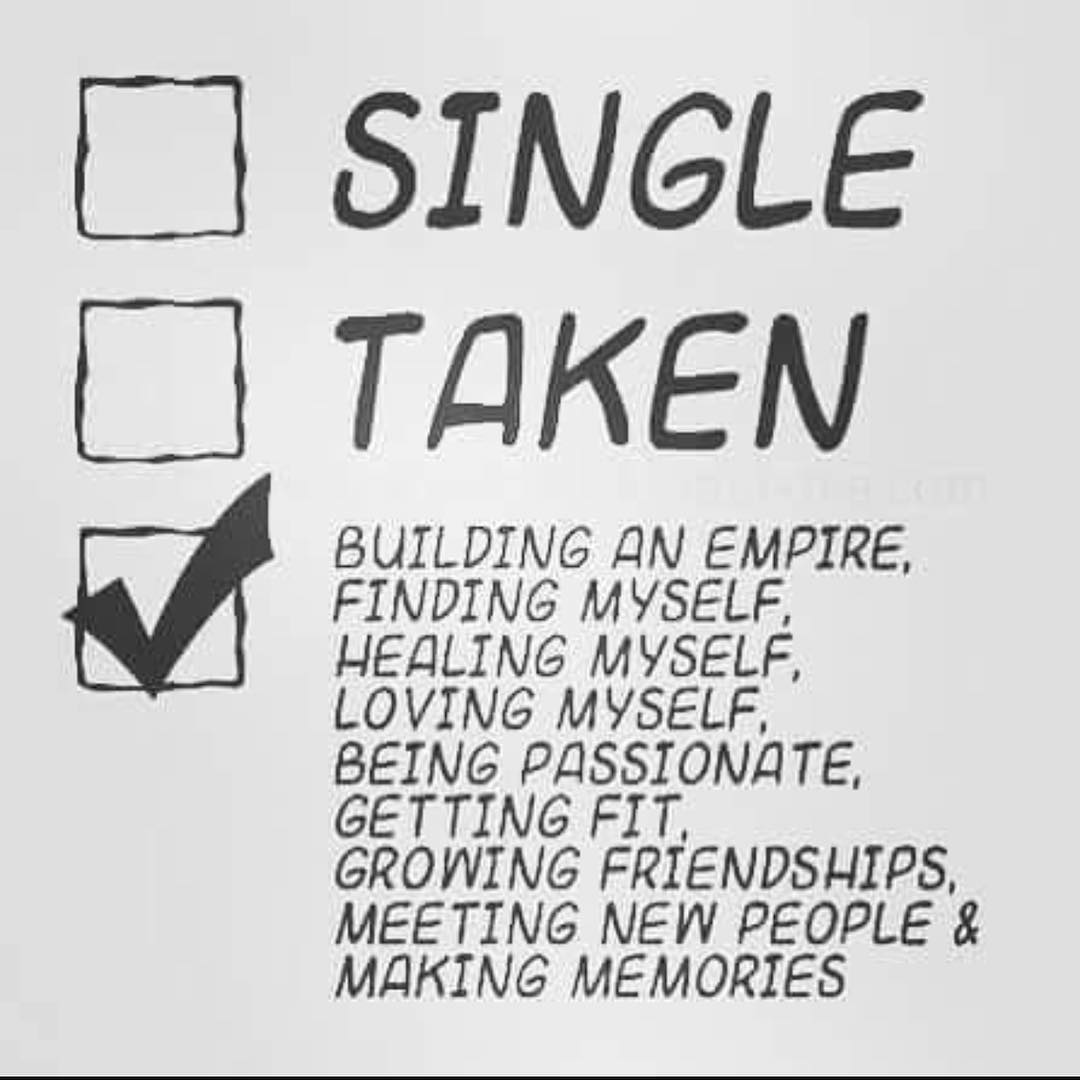 SINGLE
TAKEN
BUILDING AN EMPIRE,
FINDING MYSELF,
HEALING MYSELF,
LOVING MYSELF,
BEING PASSIONATE,
GETTING FIT,
GROWING FRIENDSHIPS,
MEETING NEW PEOPLE &
MAKING MEMORIES